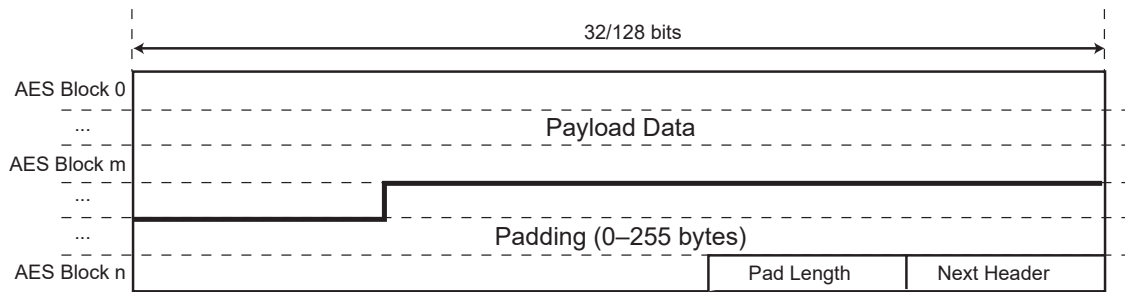 32/128 bits
AES Block 0
...
Payload Data
AES Block m
...
...
Padding (0–255 bytes)
AES Block n
Pad Length
Next Header